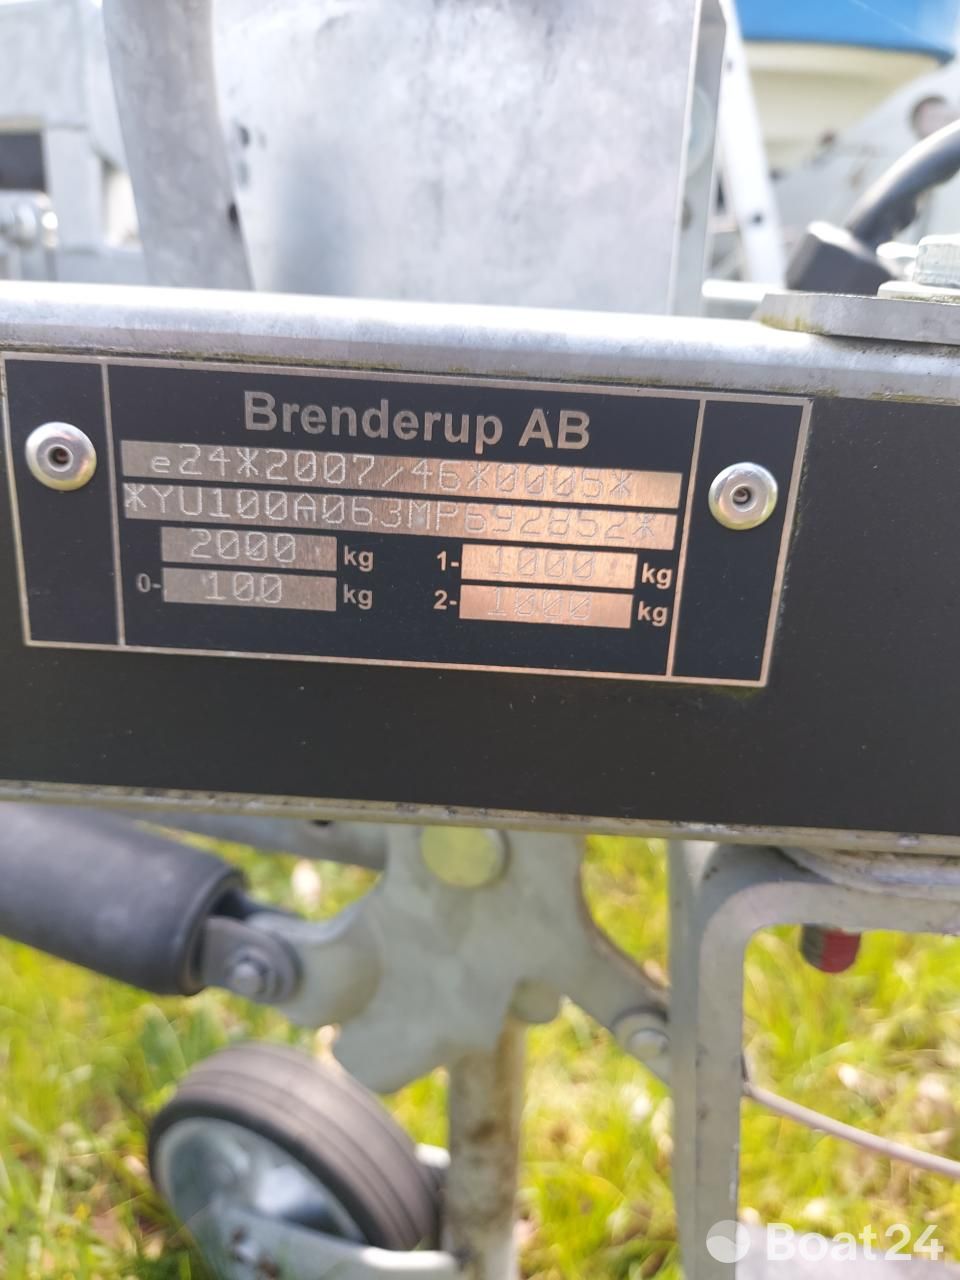 Brenderup AB
e24*2007/46*0005*
*YU100A063MP692852*
2000 kg 1- 1000 kg
0- 100 kg 2- 1000 kg
Boat24